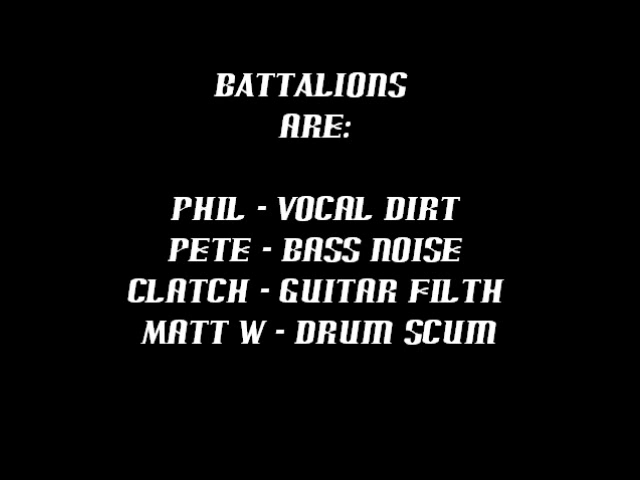 BATTALIONS
ARE:
PHIL - VOCAL DIRT
PETE - BASS NOISE
CLATCH - GUITAR FILTH
MATT W - DRUM SCUM